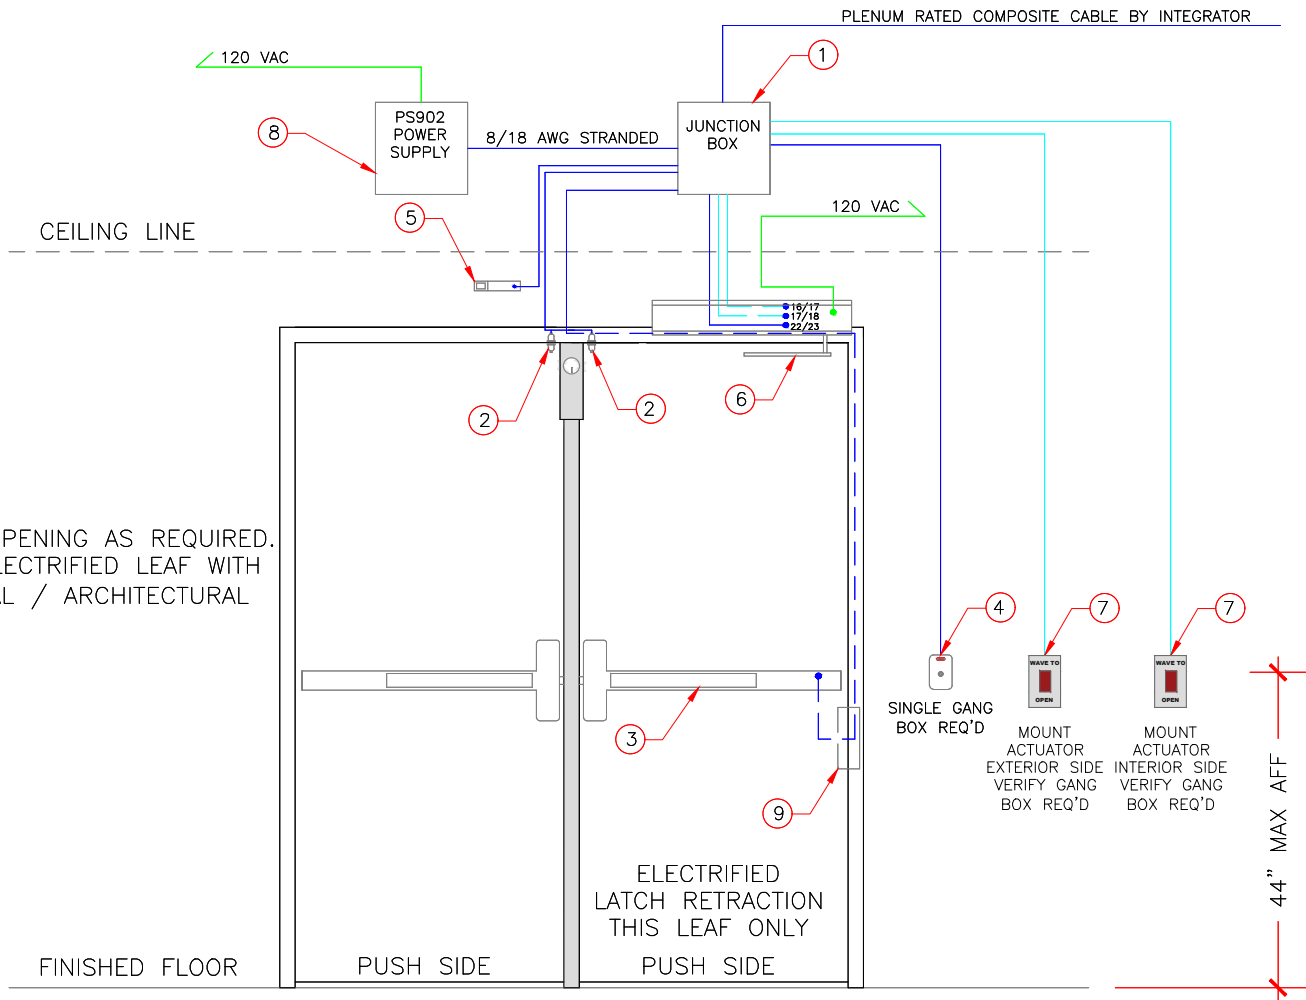 PLENUM RATED COMPOSITE CABLE BY INTEGRATOR
120 VAC
1
PS902
POWER
SUPPLY
8
8/18 AWG STRANDED
JUNCTION
BOX
5
120 VAC
CEILING LINE
16/17
17/18
22/23
6
2
2
PENING AS REQUIRED.
LECTRIFIED LEAF WITH
AL / ARCHITECTURAL
4
7
7
WAVE TO
OPEN
WAVE TO
OPEN
SINGLE GANG
BOX REQ'D
3
MOUNT
ACTUATOR
EXTERIOR SIDE
VERIFY GANG
BOX REQ'D
MOUNT
ACTUATOR
INTERIOR SIDE
VERIFY GANG
BOX REQ'D
9
44" MAX AFF
ELECTRIFIED
LATCH RETRACTION
THIS LEAF ONLY
FINISHED FLOOR
PUSH SIDE
PUSH SIDE